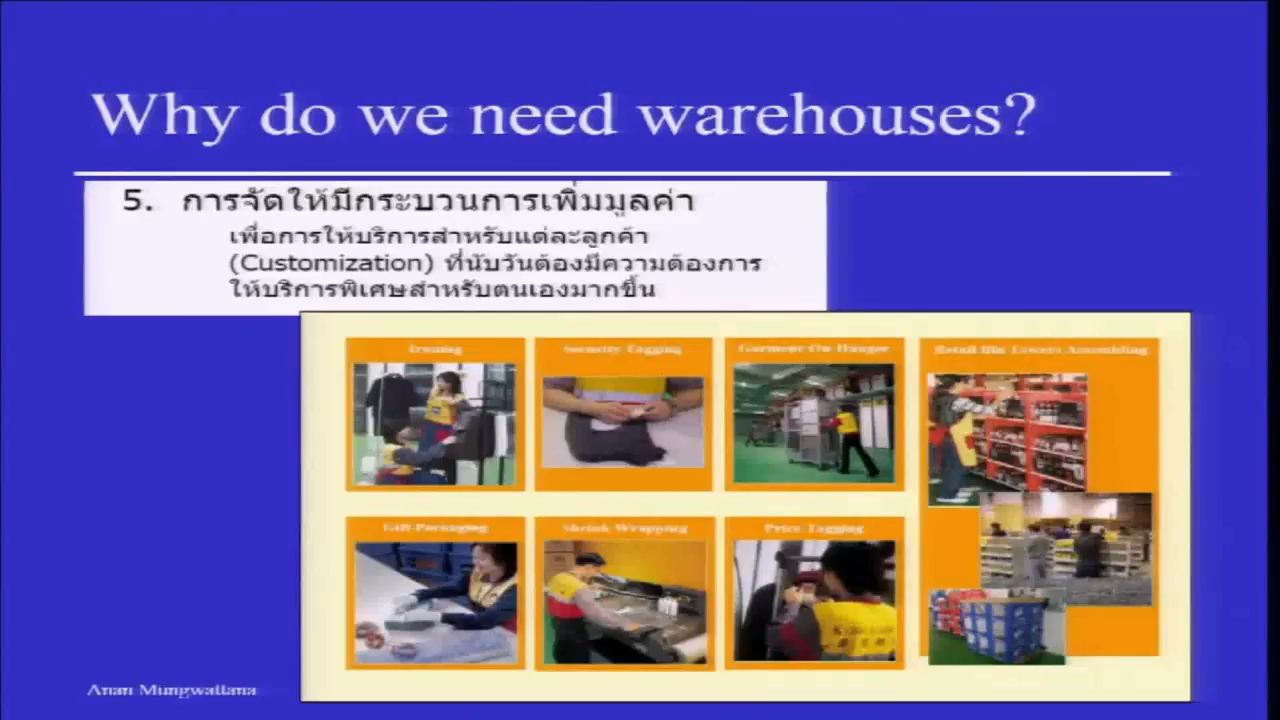 Why do we need warehouses?
5. การจัดให้มีกระบวนการเพิ่มมูลค่า
เพื่อการให้บริการสำหรับแต่ละลูกค้า
(Customization) ที่นับวันต้องมีความต้องการ
ให้บริการพิเศษสำหรับตนเองมากขึ้น
Ironing
Security Tagging
Garment On Hanger
Retail Bin Covers Assembling
Gift Packaging
Shrink Wrapping
Price Tagging
Anan Mungwattana